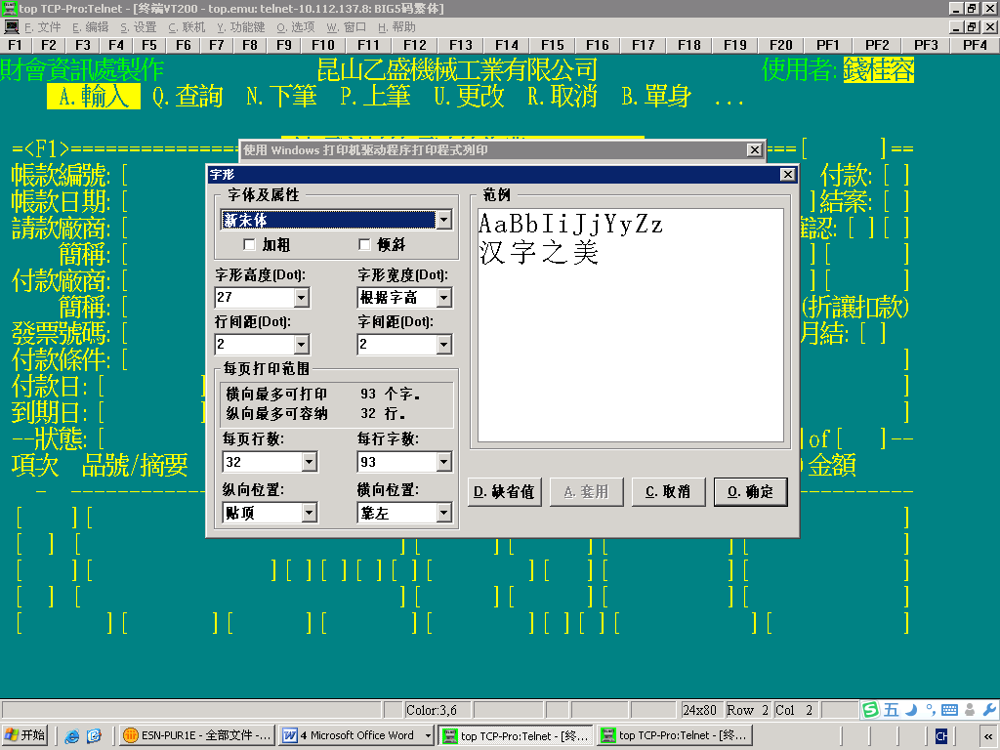 top TCP-Pro:Telnet - [终端VT200 - top.emu: telnet-10.112.137.8: BIG5码繁体]
F. 文件 E. 编辑 S. 设置 C. 联机 Y. 功能键 O. 选项 W. 窗口 H. 帮助
F1 F2 F3 F4 F5 F6 F7 F8 F9 F10 F11 F12 F13 F14 F15 F16 F17 F18 F19 F20 PF1 PF2 PF3 PF4
財會資訊處製作 昆山乙盛機械工業有限公司 使用者:錢佳容
A.輸入 Q.查詢 N.下筆 P.上筆 U.更改 R.取消 B.單身 ...
=<F1>============== ===[ ]==
使用 Windows 打印机驱动程序打印程式列印
字形
帳款編號: [ 付款: [ ]
帳款日期: [ ]結案: [ ]
請款廠商: [ 確認: [ ] [ ]
簡稱: [ ] [ ]
付款廠商: [ ] [ ]
簡稱: [ (折讓扣款)
發票號碼: [ 月結: [ ]
付款條件: [ ]
付款日: [ ] ]
到期日: [ ] ]
--狀態: [ ]of [ ]--
項次 品號/摘要 金額
字体及属性
新宋体
加粗 倾斜
字形高度(Dot): 字形宽度(Dot):
27 根据字高
行间距(Dot): 字间距(Dot):
2 2
每页打印范围
横向最多可打印 93 个字。
纵向最多可容纳 32 行。
每页行数: 每行字数:
32 93
纵向位置: 横向位置:
贴顶 靠左
范例
AaBbIiJjYyZz
汉字之美
D. 缺省值 A. 套用 C. 取消 O. 确定
[ ] [ ]
[ ] [ ] [ ] [ ] [ ] [ ]
[ ] [ ] [ ] [ ] [ ] [ ] [ ] [ ] [ ] [ ]
[ ] [ ] [ ] [ ] [ ] [ ]
[ ] [ ] [ ] [ ] [ ] [ ] [ ] [ ] [ ]
Color:3,6 24x80 Row 2 Col 2
五
开始 ESN-PUR1E - 全部文件 -... 4 Microsoft Office Word top TCP-Pro:Telnet - [终... top TCP-Pro:Telnet - [终... CH «